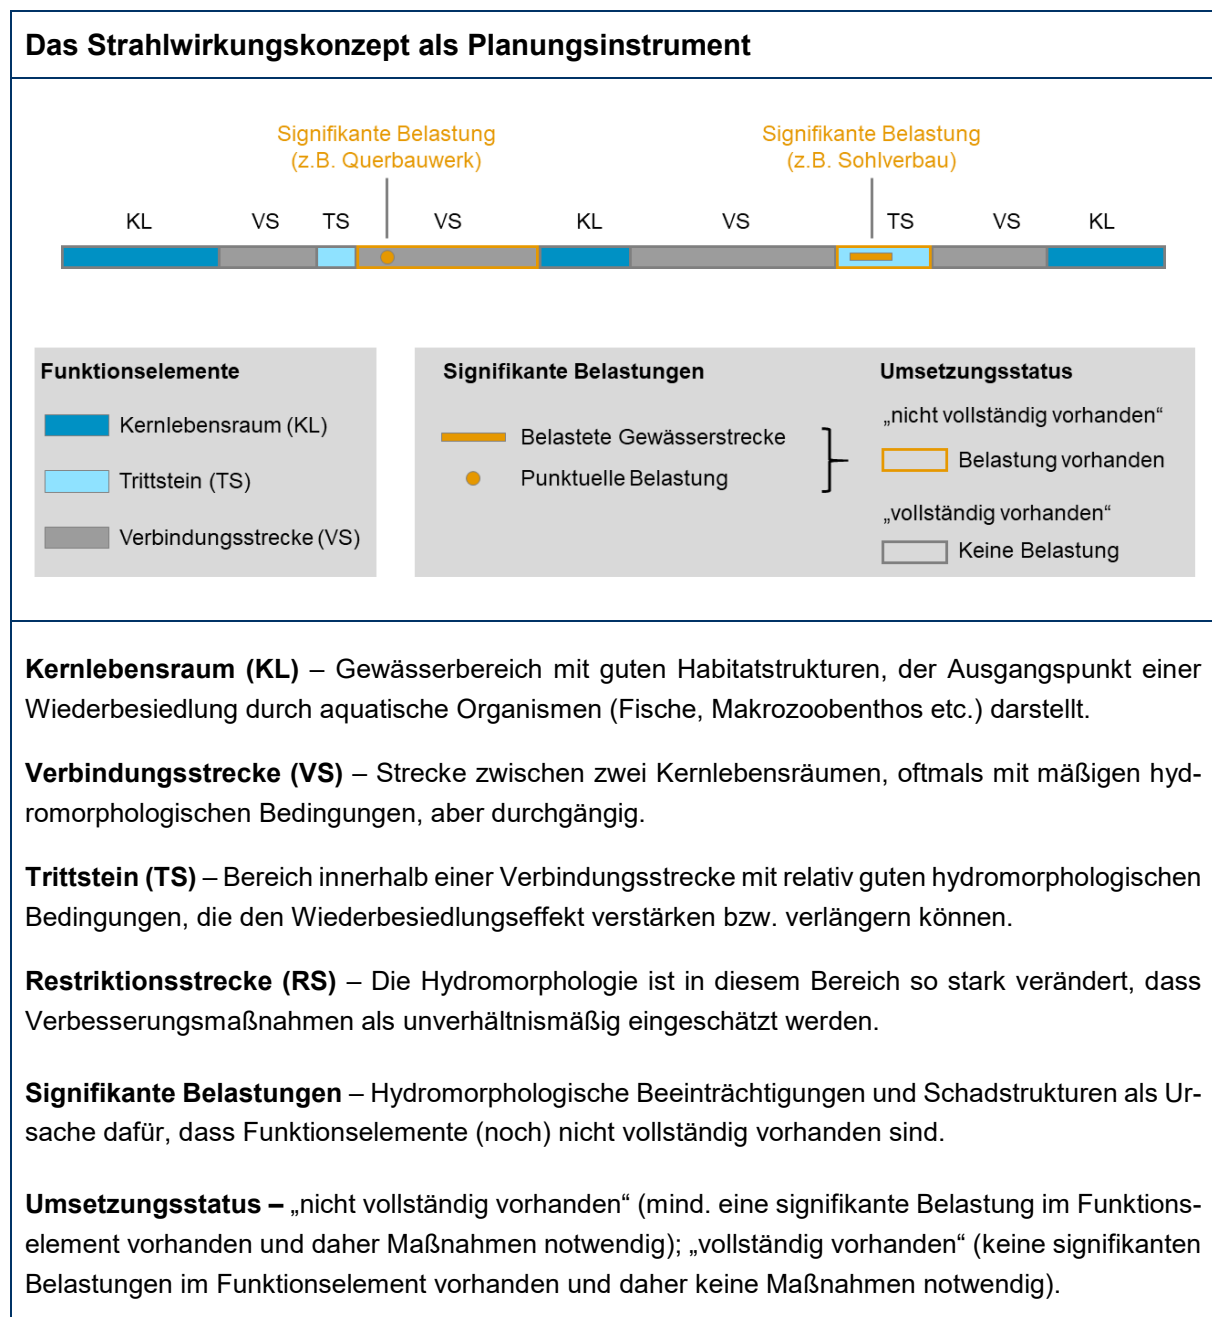 Das Strahlwirkungskonzept als Planungsinstrument
Signifikante Belastung
(z.B. Querbauwerk)
Signifikante Belastung
(z.B. Sohlverbau)
KL VS TS VS KL VS TS VS KL
Funktionselemente
Kernlebensraum (KL)
Trittstein (TS)
Verbindungsstrecke (VS)
Signifikante Belastungen
Belastete Gewässerstrecke
Punktuelle Belastung
Umsetzungsstatus
„nicht vollständig vorhanden“
Belastung vorhanden
„vollständig vorhanden“
Keine Belastung
Kernlebensraum (KL) – Gewässerbereich mit guten Habitatstrukturen, der Ausgangspunkt einer
Wiederbesiedlung durch aquatische Organismen (Fische, Makrozoobenthos etc.) darstellt.
Verbindungsstrecke (VS) – Strecke zwischen zwei Kernlebensräumen, oftmals mit mäßigen hyd-
romorphologischen Bedingungen, aber durchgängig.
Trittstein (TS) – Bereich innerhalb einer Verbindungsstrecke mit relativ guten hydromorphologischen
Bedingungen, die den Wiederbesiedlungseffekt verstärken bzw. verlängern können.
Restriktionsstrecke (RS) – Die Hydromorphologie ist in diesem Bereich so stark verändert, dass
Verbesserungsmaßnahmen als unverhältnismäßig eingeschätzt werden.
Signifikante Belastungen – Hydromorphologische Beeinträchtigungen und Schadstrukturen als Ur-
sache dafür, dass Funktionselemente (noch) nicht vollständig vorhanden sind.
Umsetzungsstatus – „nicht vollständig vorhanden“ (mind. eine signifikante Belastung im Funktions-
element vorhanden und daher Maßnahmen notwendig); „vollständig vorhanden“ (keine signifikanten
Belastungen im Funktionselement vorhanden und daher keine Maßnahmen notwendig).